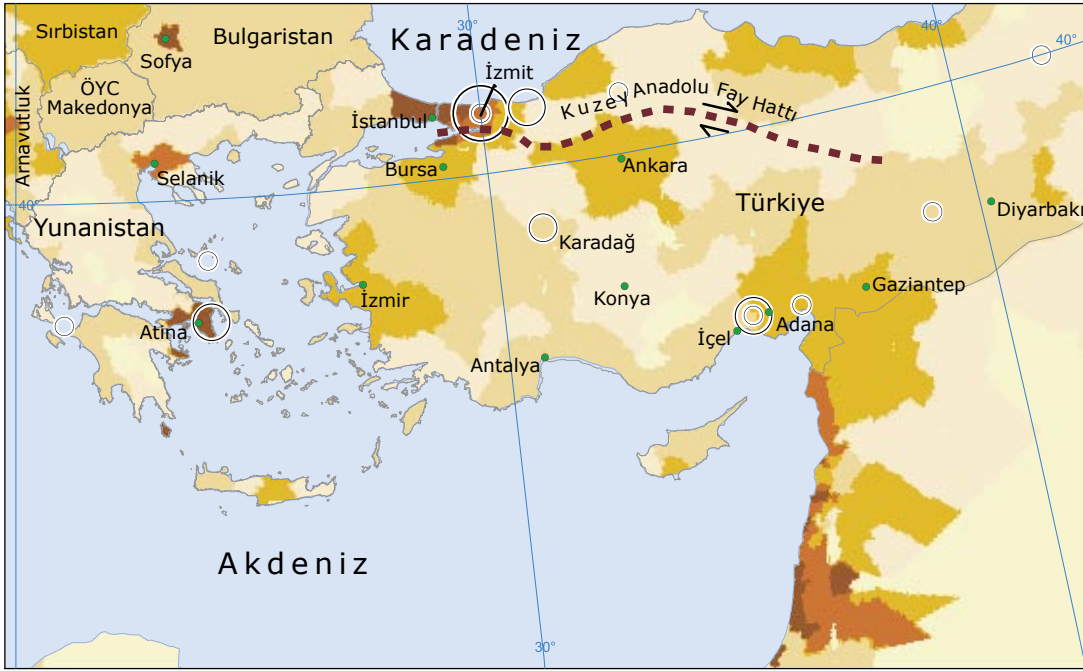 Sırbistan
Sofya
Bulgaristan
Karadeniz
30°
40°
40°
ÖYC
Makedonya
Arnavutluk
İzmit
İstanbul
Kuzey Anadolu Fay Hattı
Selanik
Bursa
Ankara
40°
Yunanistan
Türkiye
Diyarbakı
Karadağ
Atina
İzmir
Konya
Gaziantep
Adana
İçel
Antalya
Akdeniz
30°